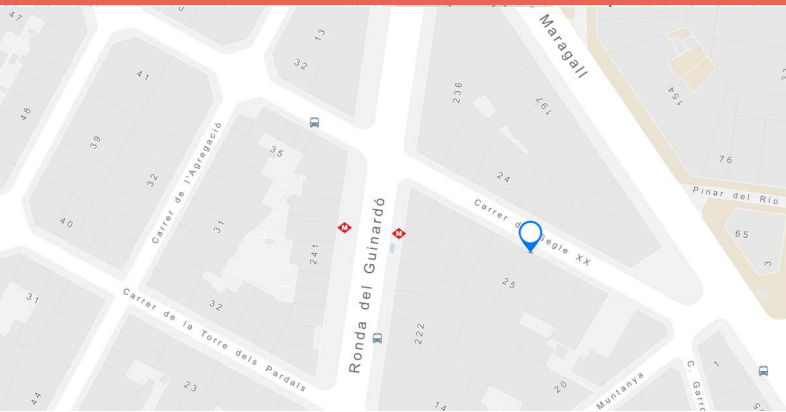 47
13
Maragall
32
41
236
197
154
48
35
39
76
32
24
Carrer de l'Agregació
Pinar del Río
Carrer d Segle XX
40
31
M
M
65
241
Ronda del Guinardó
3
25
31
32
Carrer de la Torre dels Pardals
222
1
23
20
Muntanya
C. Garro
44
14